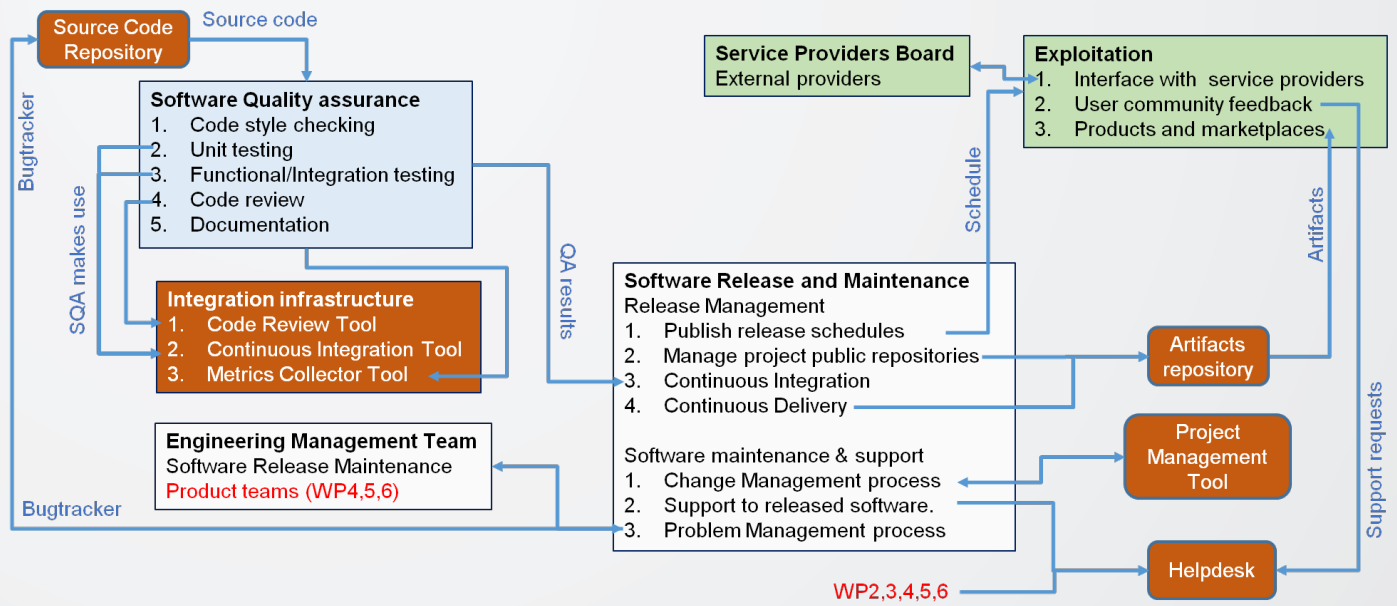 Source Code
Repository
Source code
Bugtracker
Software Quality assurance
1. Code style checking
2. Unit testing
3. Functional/Integration testing
4. Code review
5. Documentation
SQA makes use
Integration infrastructure
1. Code Review Tool
2. Continuous Integration Tool
3. Metrics Collector Tool
QA results
Engineering Management Team
Software Release Maintenance
Product teams (WP4,5,6)
Bugtracker
Service Providers Board
External providers
Exploitation
1. Interface with service providers
2. User community feedback
3. Products and marketplaces
Schedule
Artifacts
Software Release and Maintenance
Release Management
1. Publish release schedules
2. Manage project public repositories
3. Continuous Integration
4. Continuous Delivery
Software maintenance & support
1. Change Management process
2. Support to released software.
3. Problem Management process
Artifacts
repository
Project
Management
Tool
Support requests
Helpdesk
WP2,3,4,5,6